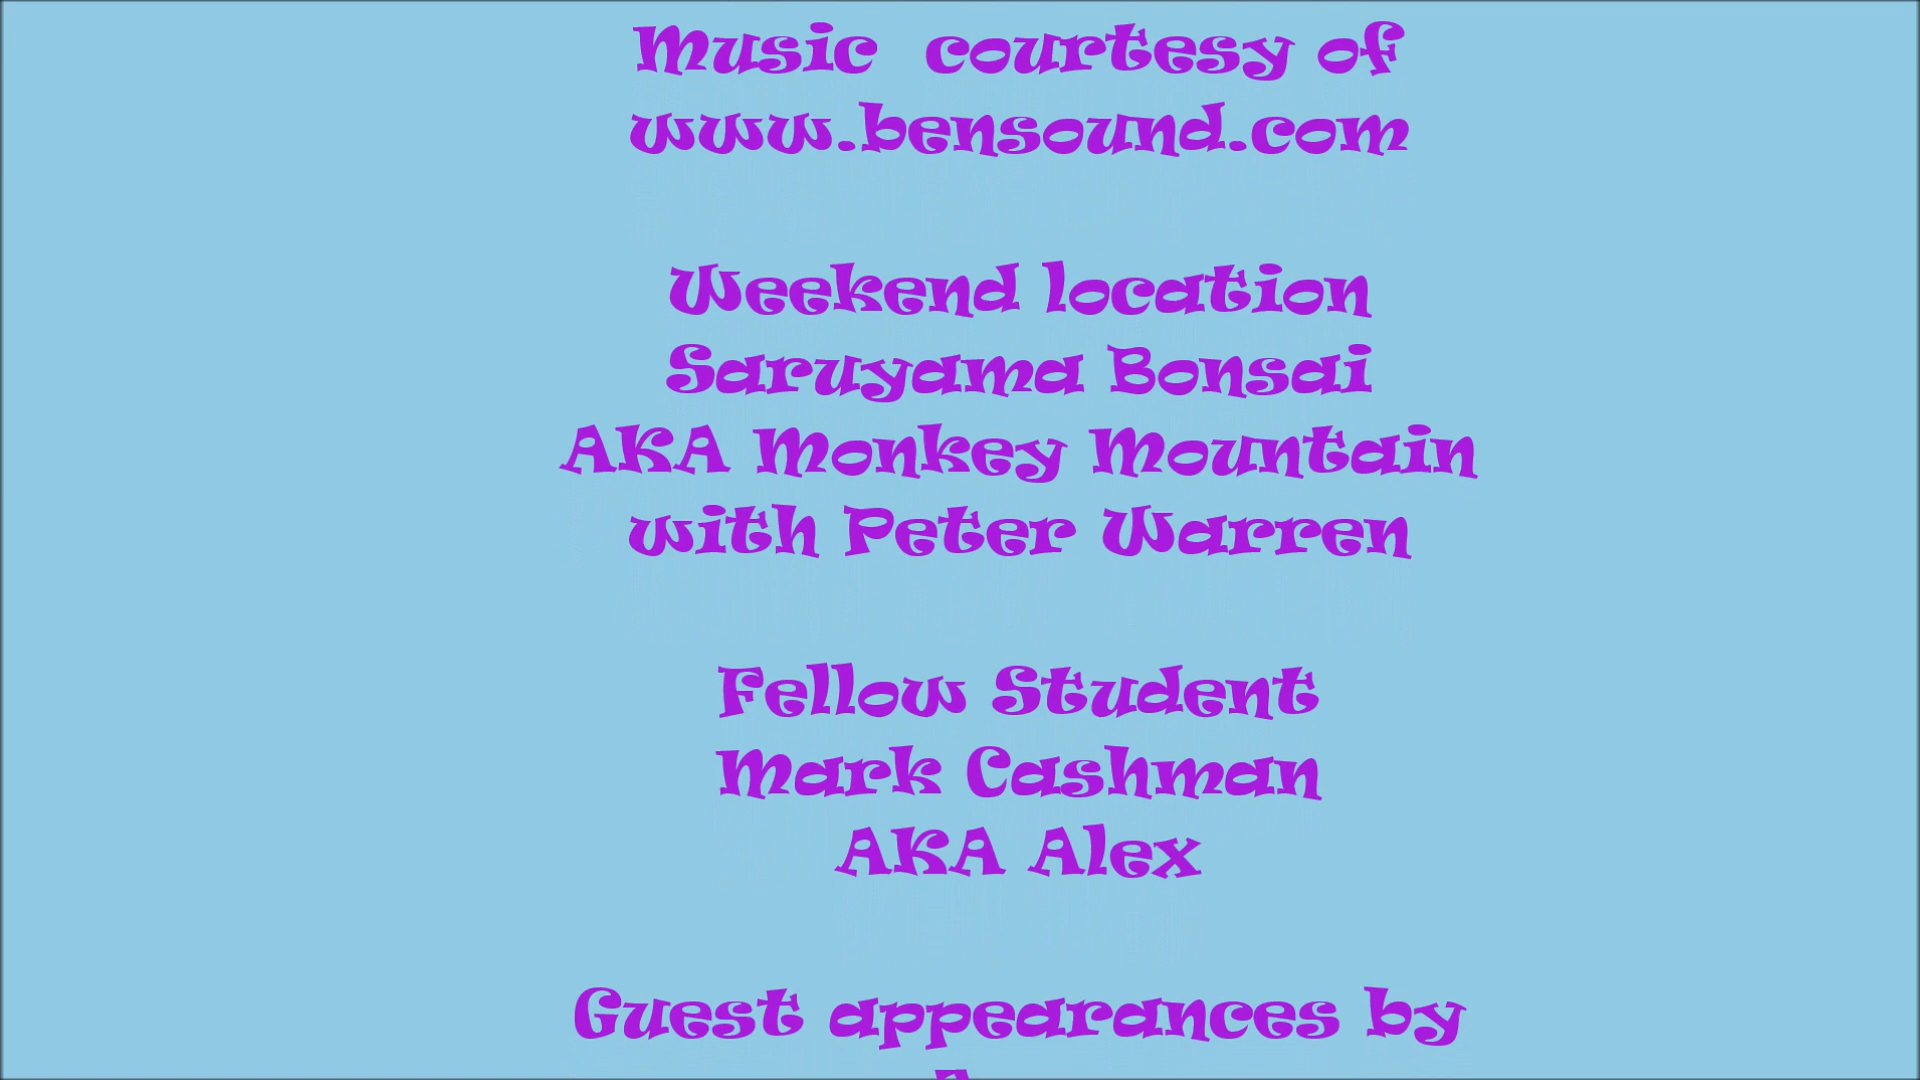 Music  courtesy of
www.bensound.com
Weekend location
Saruyama Bonsai
AKA Monkey Mountain
with Peter Warren
Fellow Student
Mark Cashman
AKA Alex
Guest appearances by